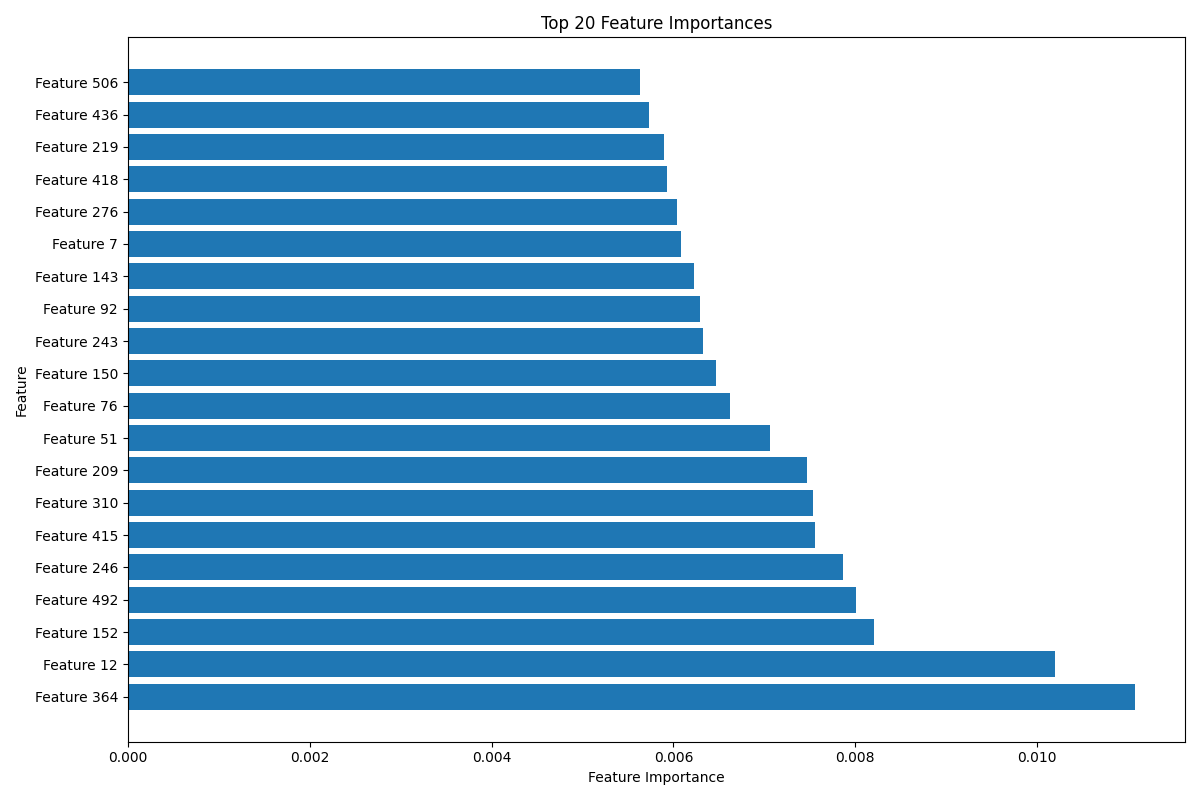 Top 20 Feature Importances
Feature
Feature 506
Feature 436
Feature 219
Feature 418
Feature 276
Feature 7
Feature 143
Feature 92
Feature 243
Feature 150
Feature 76
Feature 51
Feature 209
Feature 310
Feature 415
Feature 246
Feature 492
Feature 152
Feature 12
Feature 364
0.000 0.002 0.004 0.006 0.008 0.010
Feature Importance